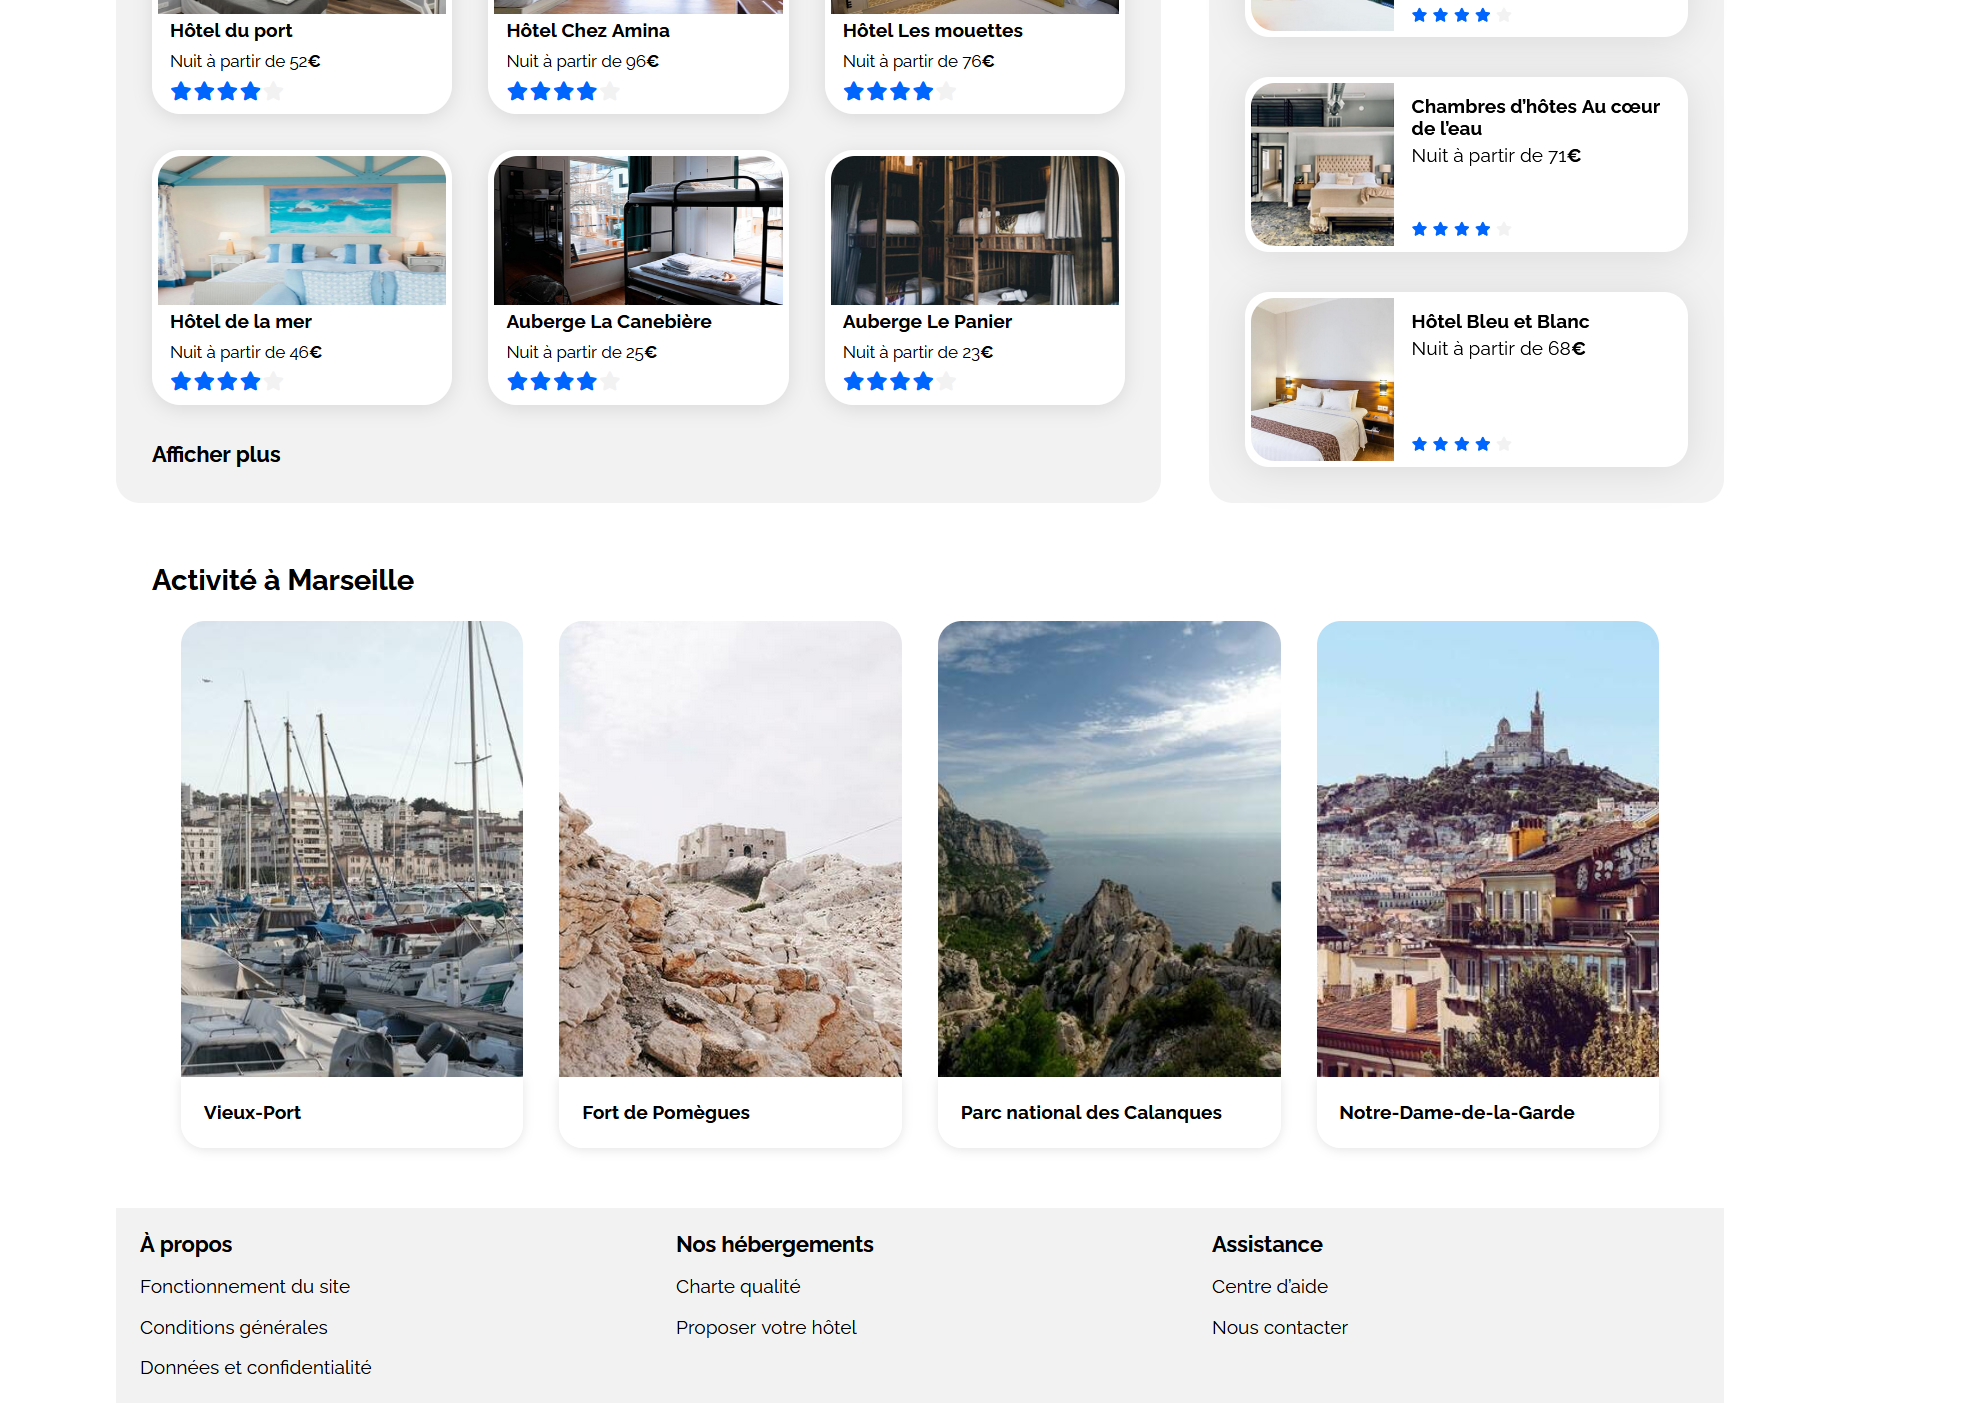 Hôtel du port
Nuit à partir de 52€
Hôtel Chez Amina
Nuit à partir de 96€
Hôtel Les mouettes
Nuit à partir de 76€
Hôtel de la mer
Nuit à partir de 46€
Auberge La Canebière
Nuit à partir de 25€
Auberge Le Panier
Nuit à partir de 23€
Afficher plus
Chambres d’hôtes Au cœur
de l’eau
Nuit à partir de 71€
Hôtel Bleu et Blanc
Nuit à partir de 68€
Activité à Marseille
Vieux-Port
Fort de Pomègues
Parc national des Calanques
Notre-Dame-de-la-Garde
À propos
Fonctionnement du site
Conditions générales
Données et confidentialité
Nos hébergements
Charte qualité
Proposer votre hôtel
Assistance
Centre d’aide
Nous contacter